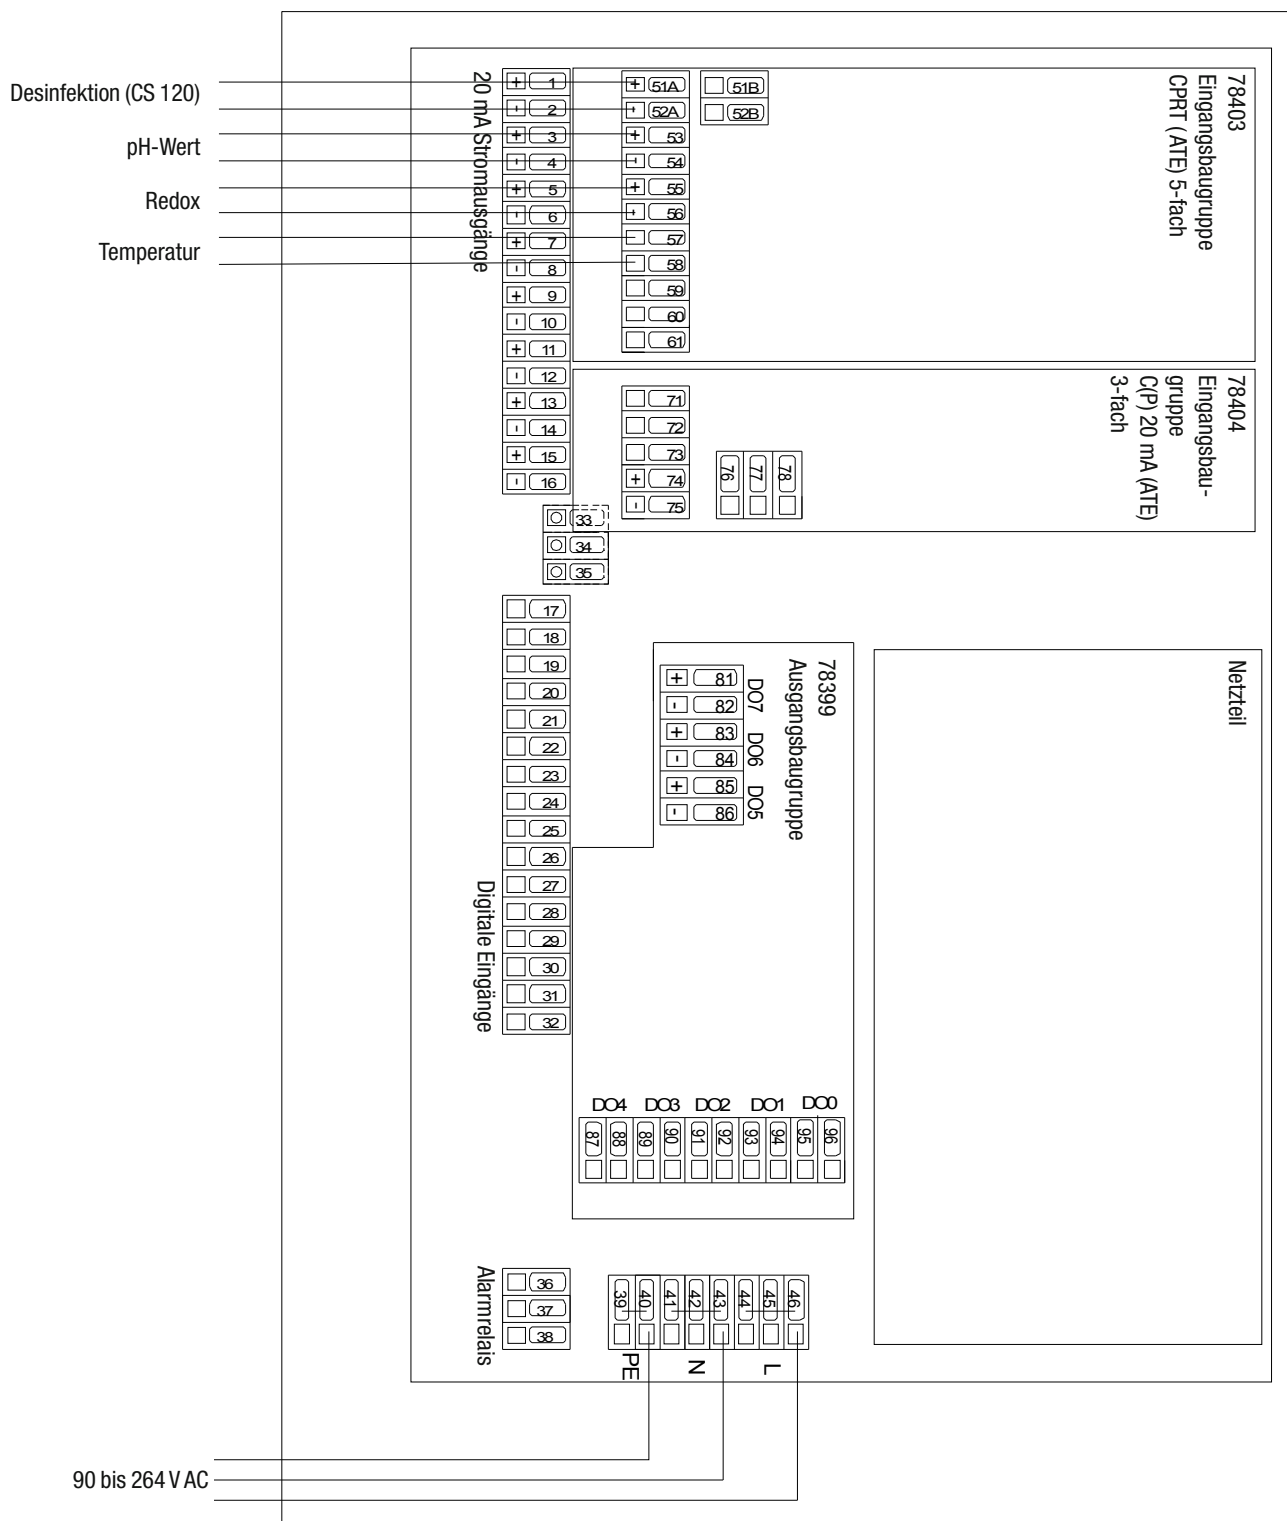 Desinfektion (CS 120)
pH-Wert
Redox
Temperatur
20 mA Stromausgänge
+ 1
- 2
+ 3
- 4
+ 5
- 6
+ 7
- 8
+ 9
- 10
+ 11
- 12
+ 13
- 14
+ 15
- 16
+ 51A
- 52A
+ 53
- 54
+ 55
- 56
57
58
59
60
61
51B
52B
78403
Eingangsbaugruppe
CPRT (ATE) 5-fach
71
72
73
+ 74
- 75
76
77
78
78404
Eingangsbau-
gruppe
C(P) 20 mA (ATE)
3-fach
33
34
35
17
18
19
20
21
22
23
24
25
26
27
28
29
30
31
32
Digitale Eingänge
+ 81
- 82
+ 83
- 84
+ 85
- 86
DO7 DO6 DO5
78399
Ausgangsbaugruppe
Netzteil
DO4 DO3 DO2 DO1 DO0
87 88 89 90 91 92 93 94 95 96
Alarmrelais
36
37
38
39 40 41 42 43 44 45 46
PE N L
90 bis 264 V AC